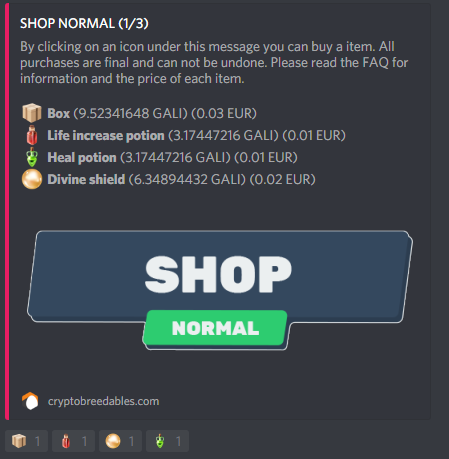 SHOP NORMAL (1/3)
By clicking on an icon under this message you can buy a item. All
purchases are final and can not be undone. Please read the FAQ for
information and the price of each item.
Box (9.52341648 GALI) (0.03 EUR)
Life increase potion (3.17447216 GALI) (0.01 EUR)
Heal potion (3.17447216 GALI) (0.01 EUR)
Divine shield (6.34894432 GALI) (0.02 EUR)
SHOP
NORMAL
cryptobreedables.com
1 1 1 1